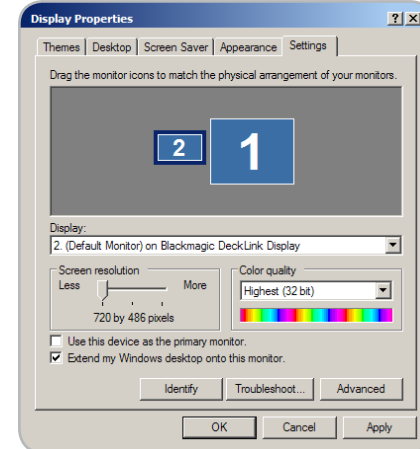 Display Properties
Themes Desktop Screen Saver Appearance Settings
Drag the monitor icons to match the physical arrangement of your monitors.
2 1
Display:
2. (Default Monitor) on Blackmagic DeckLink Display
Screen resolution Color quality
Less More Highest (32 bit)
720 by 486 pixels
Use this device as the primary monitor.
Extend my Windows desktop onto this monitor.
Identify Troubleshoot... Advanced
OK Cancel Apply